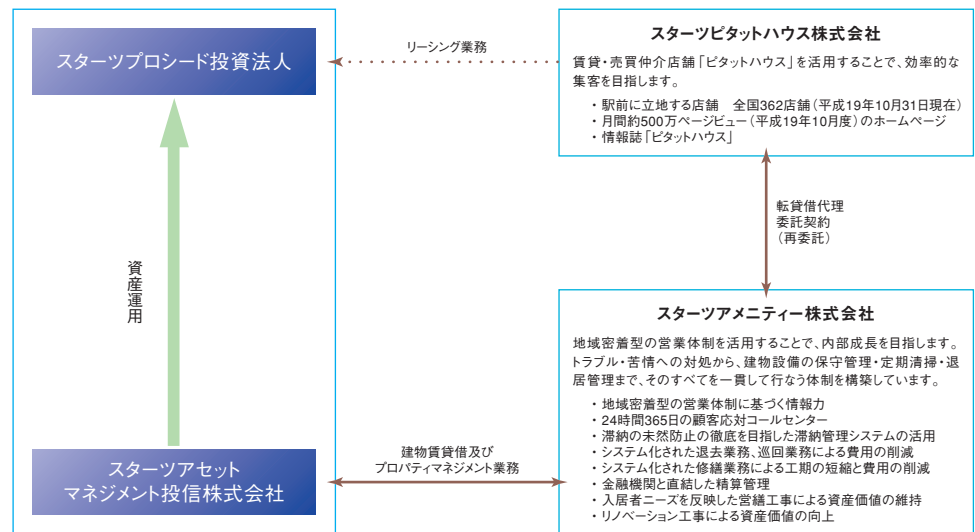 スターツプロシード投資法人
資産運用
スターツアセット
マネジメント投信株式会社
リーシング業務
建物賃貸借及び
プロパティマネジメント業務
スターツピタットハウス株式会社
賃貸・売買仲介店舗「ピタットハウス」を活用することで、効率的な
集客を目指します。
・駅前に立地する店舗　全国362店舗（平成19年10月31日現在）
・月間約500万ページビュー（平成19年10月度）のホームページ
・情報誌「ピタットハウス」
転貸借代理
委託契約
（再委託）
スターツアメニティー株式会社
地域密着型の営業体制を活用することで、内部成長を目指します。
トラブル・苦情への対処から、建物設備の保守管理・定期清掃・退
居管理まで、そのすべてを一貫して行なう体制を構築しています。
・地域密着型の営業体制に基づく情報力
・24時間365日の顧客応対コールセンター
・滞納の未然防止の徹底を目指した滞納管理システムの活用
・システム化された退去業務、巡回業務による費用の削減
・システム化された修繕業務による工期の短縮と費用の削減
・金融機関と直結した精算管理
・入居者ニーズを反映した営繕工事による資産価値の維持
・リノベーション工事による資産価値の向上